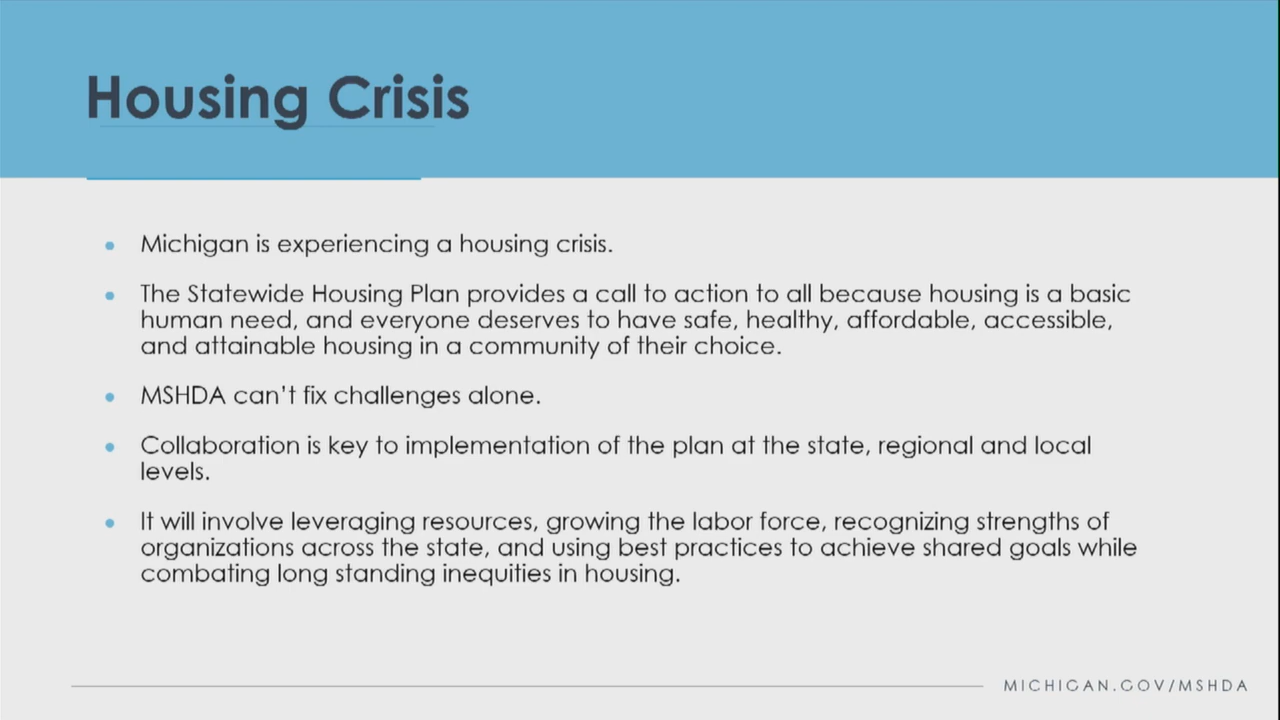 Housing Crisis
• Michigan is experiencing a housing crisis.
• The Statewide Housing Plan provides a call to action to all because housing is a basic
human need, and everyone deserves to have safe, healthy, affordable, accessible,
and attainable housing in a community of their choice.
• MSHDA can't fix challenges alone.
• Collaboration is key to implementation of the plan at the state, regional and local
levels.
• It will involve leveraging resources, growing the labor force, recognizing strengths of
organizations across the state, and using best practices to achieve shared goals while
combating long standing inequities in housing.
MICHIGAN.GOV/MSHDA